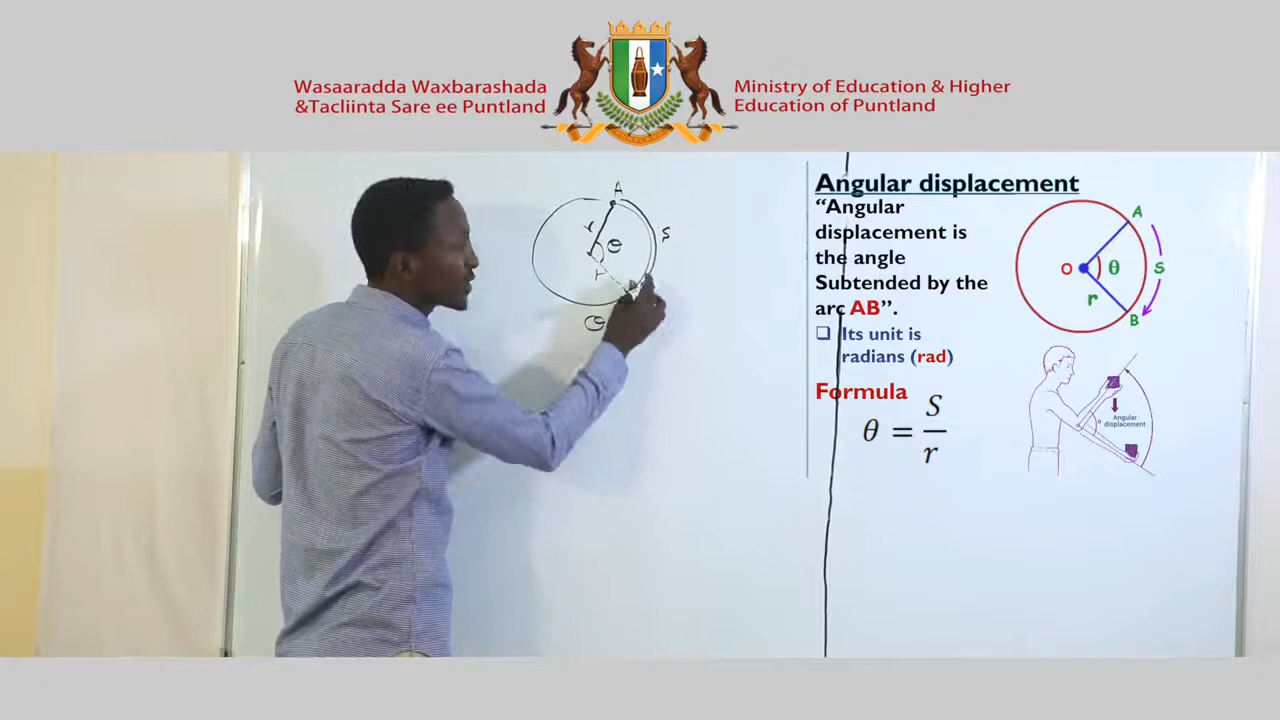 Wasaaradda Waxbarashada
&Tacliinta Sare ee Puntland
Ministry of Education & Higher
Education of Puntland
A
r
θ
S
r
Θ
Angular displacement
“Angular
displacement is
the angle
Subtended by the
arc AB”.
❑ Its unit is
radians (rad)
Formula
θ = S/r
A
O
θ
S
r
B
Angular
displacement
θ